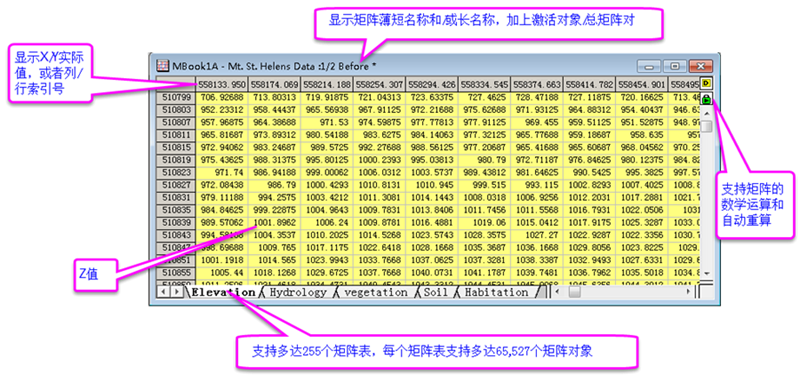 显示矩阵薄短名称和/或长名称，加上激活对象/总矩阵对
显示X,Y实际值，或者列/行索引号
MBook1A - Mt. St. Helens Data :1/2 Before *
558133.950 558174.069 558214.188 558254.307 558294.426 558334.545 558374.663 558414.782 558454.901 558495 D
510799 706.92688 713.80313 719.91875 721.04313 723.63375 727.4625 728.47188 727.11875 720.16625 713.46
510803 952.23312 958.44437 965.56938 967.91125 972.21688 975.62688 971.93125 964.88312 954.40437 946.63
510807 957.96875 964.38688 971.53 974.59875 977.77813 977.91125 969.455 959.51125 951.52875 948.97
510811 965.81687 973.89312 980.54188 983.6275 984.14063 977.32125 965.77688 959.18687 958.635 957
510815 972.94062 983.24687 989.5725 992.27688 988.56125 977.20687 965.41688 965.60687 968.04562 970.25
510819 975.43625 988.31375 995.80125 1000.2393 995.03813 980.79 972.71187 976.84625 980.12375 984.82
510823 971.74 986.94188 999.00062 1006.0312 1003.5737 989.43812 981.64625 990.5425 995.3825 997.57
510827 972.08438 986.79 1000.4293 1010.8131 1010.945 999.515 993.115 1002.8293 1007.4025 1008.8
510831 979.11188 994.2575 1003.4212 1011.3081 1014.1443 1008.0318 1006.9256 1012.2031 1017.2881 1021.7
510835 984.84625 999.22875 1004.9643 1009.7831 1013.8406 1011.7456 1011.5568 1016.7931 1022.0506 1031
510839 989.57062 1001.8962 1006.24 1009.8781 1016.4881 1019.06 1015.0412 1017.9175 1025.3287 1033.0
510843 994.58188 1004.3537 1010.2025 1014.5268 1023.5743 1028.3575 1027.27 1022.9287 1022.3356 1030.7
510847 998.69688 1009.765 1017.1175 1022.6418 1028.1668 1035.3687 1036.1668 1029.8056 1023.8225 1029.
510851 1001.1918 1014.565 1023.9943 1033.7668 1037.0625 1037.3281 1038.3387 1032.9493 1027.6331 1029.6
510855 1005.44 1018.1268 1029.6725 1037.7668 1040.0731 1041.1787 1039.7481 1036.7962 1035.5018 1034.8
Elevation Hydrology vegetation Soil Habitation
支持矩阵的数学运算和自动重算
Z值
支持多达255个矩阵表，每个矩阵表支持多达65,527个矩阵对象